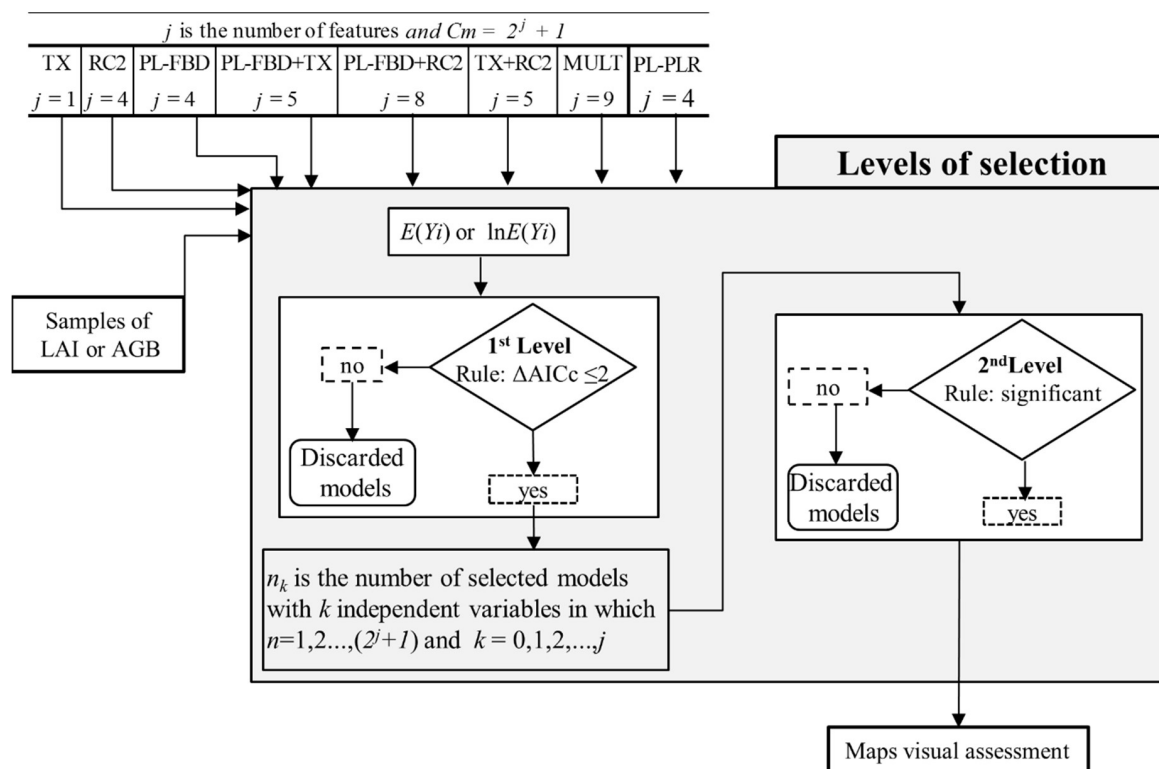 j is the number of features and Cm = 2^j + 1
TX RC2 PL-FBD PL-FBD+TX PL-FBD+RC2 TX+RC2 MULT PL-PLR
j = 1 j = 4 j = 4 j = 5 j = 8 j = 5 j = 9 j = 4
Levels of selection
E(Yi) or lnE(Yi)
Samples of
LAI or AGB
1st Level
Rule: ΔAICc ≤2
no
Discarded
models
yes
n_k is the number of selected models
with k independent variables in which
n=1,2...,(2^j+1) and k = 0,1,2,...,j
2nd Level
Rule: significant
no
Discarded
models
yes
Maps visual assessment